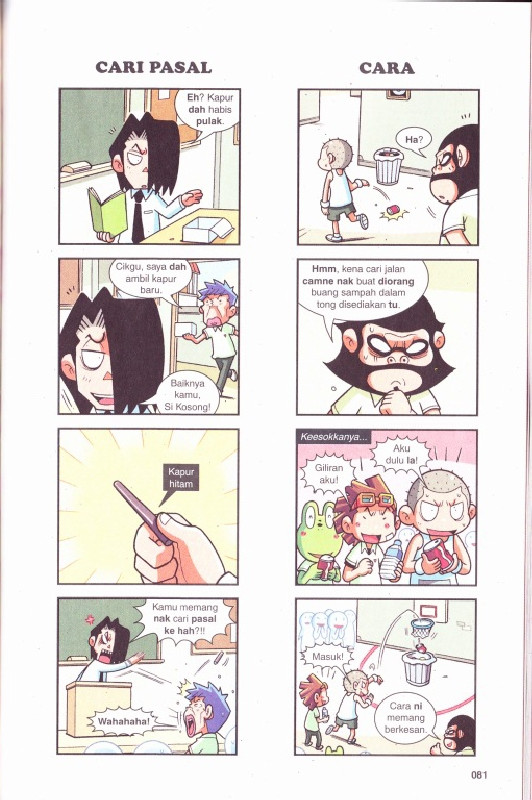 CARI PASAL
Eh? Kapur
dah habis
pulak.
Cikgu, saya dah
ambil kapur
baru.
Baiknya
kamu,
Si Kosong!
Kapur
hitam
Kamu memang
nak cari pasal
ke hah?!!
Wahahaha!
CARA
Ha?
Hmm, kena cari jalan
camne nak buat diorang
buang sampah dalam
tong disediakan tu.
Keesokkanya...
Giliran
aku!
Aku
dulu lla!
Masuk!
Cara ni
memang
berkesan.
081